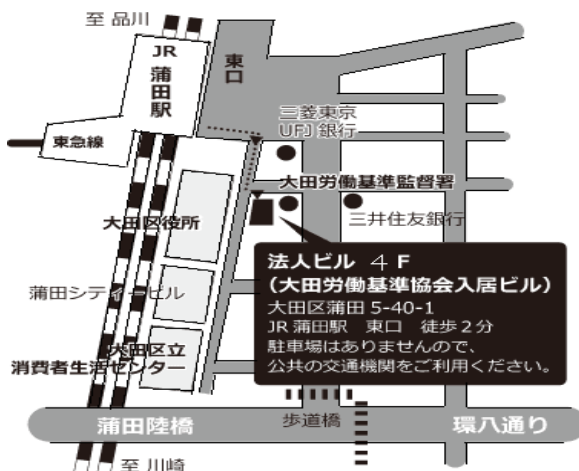 至 品川
JR
蒲田駅
東口
東急線
三菱東京
UFJ 銀行
大田労働基準監督署
三井住友銀行
大田区役所
法人ビル ４Ｆ
（大田労働基準協会入居ビル）
大田区蒲田 5-40-1
JR 蒲田駅　東口　徒歩２分
駐車場はありませんので、
公共の交通機関をご利用ください。
蒲田シティービル
大田区立
消費者生活センター
蒲田陸橋
歩道橋
環八通り
至 川崎